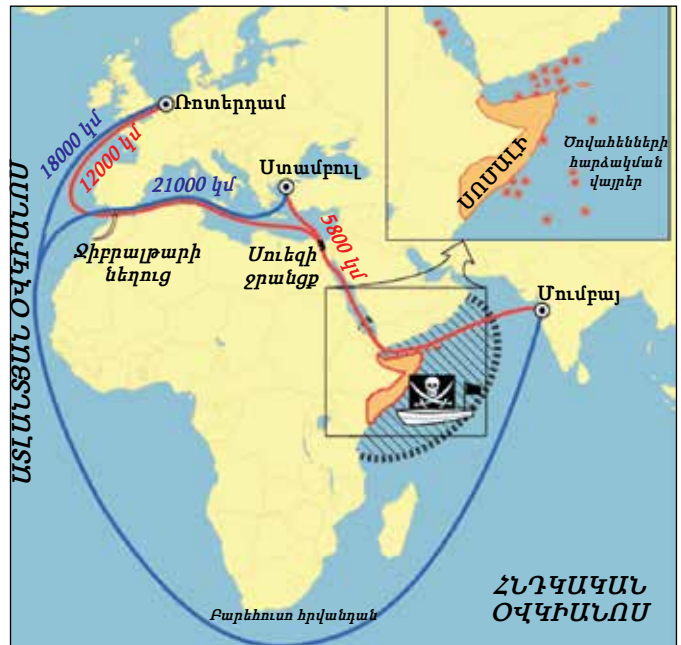 Ռոտերդամ
18000 կմ
12000 կմ
21000 կմ
Ստամբուլ
5800 կմ
Ջիբրալթարի
նեղուց
Սուեզի
ջրանցք
ԱՏԼԱՆՏՅԱՆ ՕՎԿԻԱՆՈՍ
ՍՈՄԱԼԻ
Ծովահենների
հարձակման
վայրեր
Մումբայ
Բարեհուսո հրվանդան
ՀՆԴԿԱԿԱՆ
ՕՎԿԻԱՆՈՍ